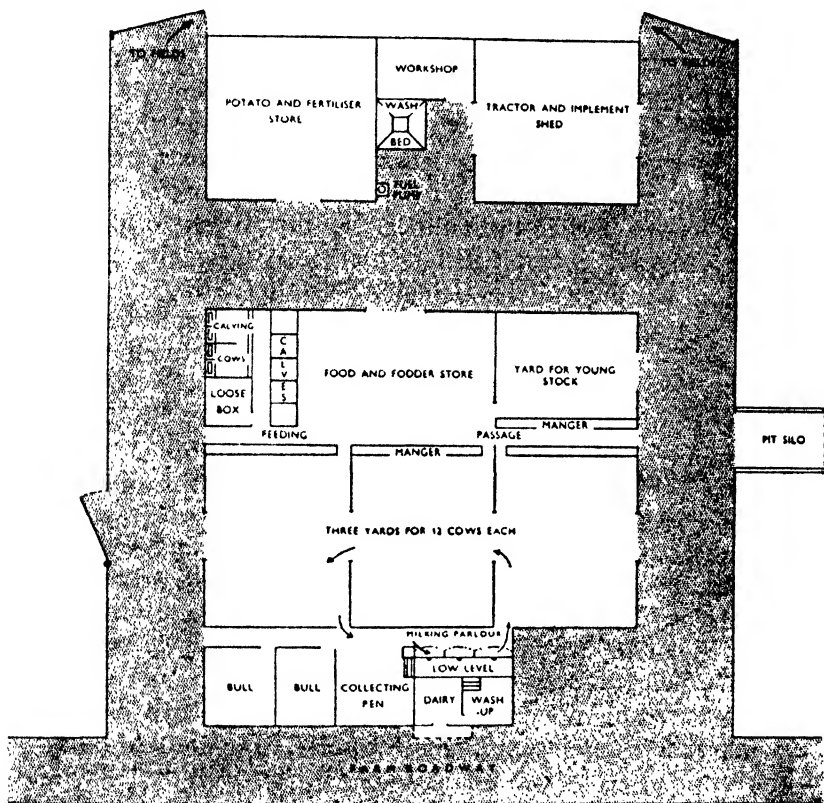 TO FIELDS
TO FIELDS
WORKSHOP
POTATO AND FERTILISER
STORE
WASH
BED
TRACTOR AND IMPLEMENT
SHED
FUEL
PUMP
CALVING
COWS
LOOSE
BOX
CALVES
FOOD AND FODDER STORE
YARD FOR YOUNG
STOCK
MANGER
FEEDING
PASSAGE
MANGER
PIT SILO
THREE YARDS FOR 12 COWS EACH
MILKING PARLOUR
LOW LEVEL
BULL
BULL
COLLECTING
PEN
DAIRY
WASH
-UP
FARM ROADWAY